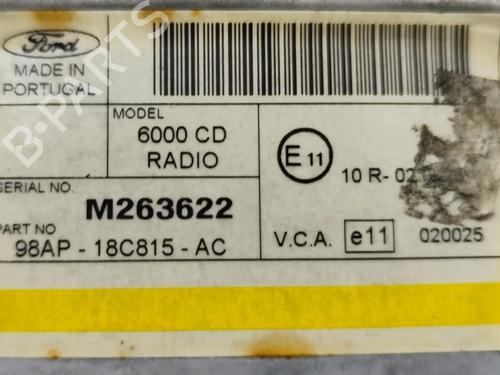 Ford
MADE IN
PORTUGAL
MODEL
6000 CD
RADIO
E 11
10 R- 02
SERIAL NO.
M263622
PART NO
98AP - 18C815 - AC
V.C.A.
e11
020025
B-PARTS